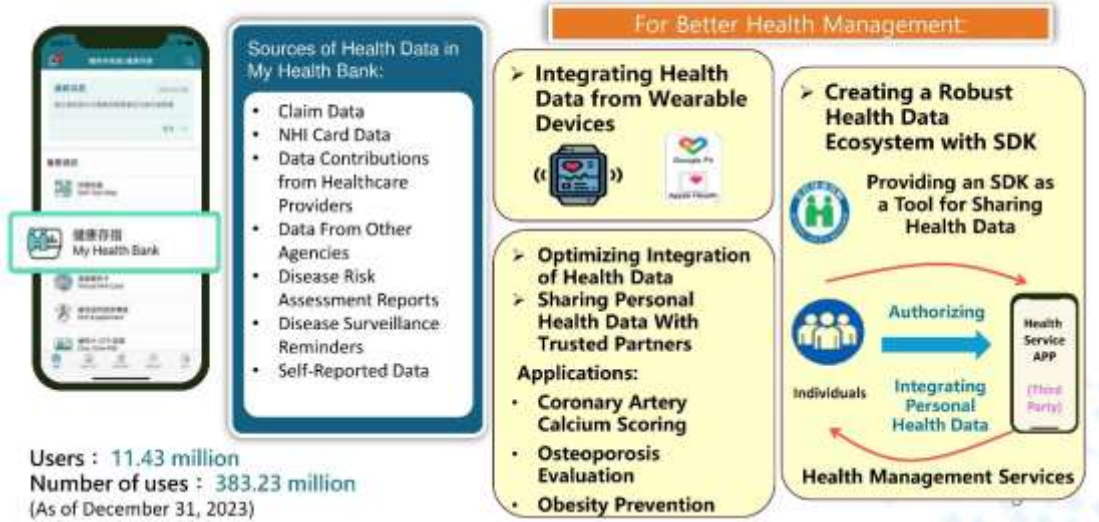 For Better Health Management:
Sources of Health Data in
My Health Bank:
• Claim Data
• NHI Card Data
• Data Contributions
from Healthcare
Providers
• Data From Other
Agencies
• Disease Risk
Assessment Reports
• Disease Surveillance
Reminders
• Self-Reported Data
健康存摺
My Health Bank
Users： 11.43 million
Number of uses： 383.23 million
(As of December 31, 2023)
➢ Integrating Health
Data from Wearable
Devices
Google Fit
Apple Health
➢ Optimizing Integration
of Health Data
➢ Sharing Personal
Health Data With
Trusted Partners
Applications:
• Coronary Artery
Calcium Scoring
• Osteoporosis
Evaluation
• Obesity Prevention
➢ Creating a Robust
Health Data
Ecosystem with SDK
Providing an SDK as
a Tool for Sharing
Health Data
Individuals
Authorizing
Integrating
Personal
Health Data
Health
Service
APP
(Third
Party)
Health Management Services